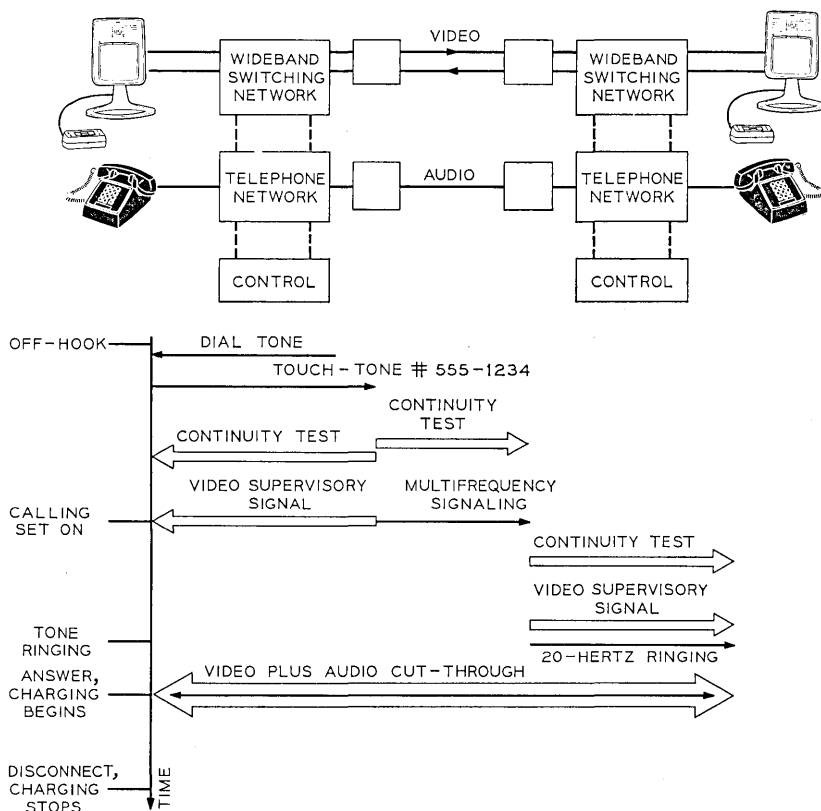 VIDEO
WIDEBAND
SWITCHING
NETWORK
WIDEBAND
SWITCHING
NETWORK
TELEPHONE
NETWORK
AUDIO
TELEPHONE
NETWORK
CONTROL
CONTROL
OFF-HOOK
DIAL TONE
TOUCH-TONE # 555-1234
CONTINUITY
TEST
CONTINUITY TEST
VIDEO SUPERVISORY
SIGNAL
MULTIFREQUENCY
SIGNALING
CALLING
SET ON
CONTINUITY TEST
VIDEO SUPERVISORY
SIGNAL
TONE
RINGING
20-HERTZ RINGING
ANSWER,
CHARGING
BEGINS
VIDEO PLUS AUDIO CUT-THROUGH
DISCONNECT,
CHARGING
STOPS
TIME